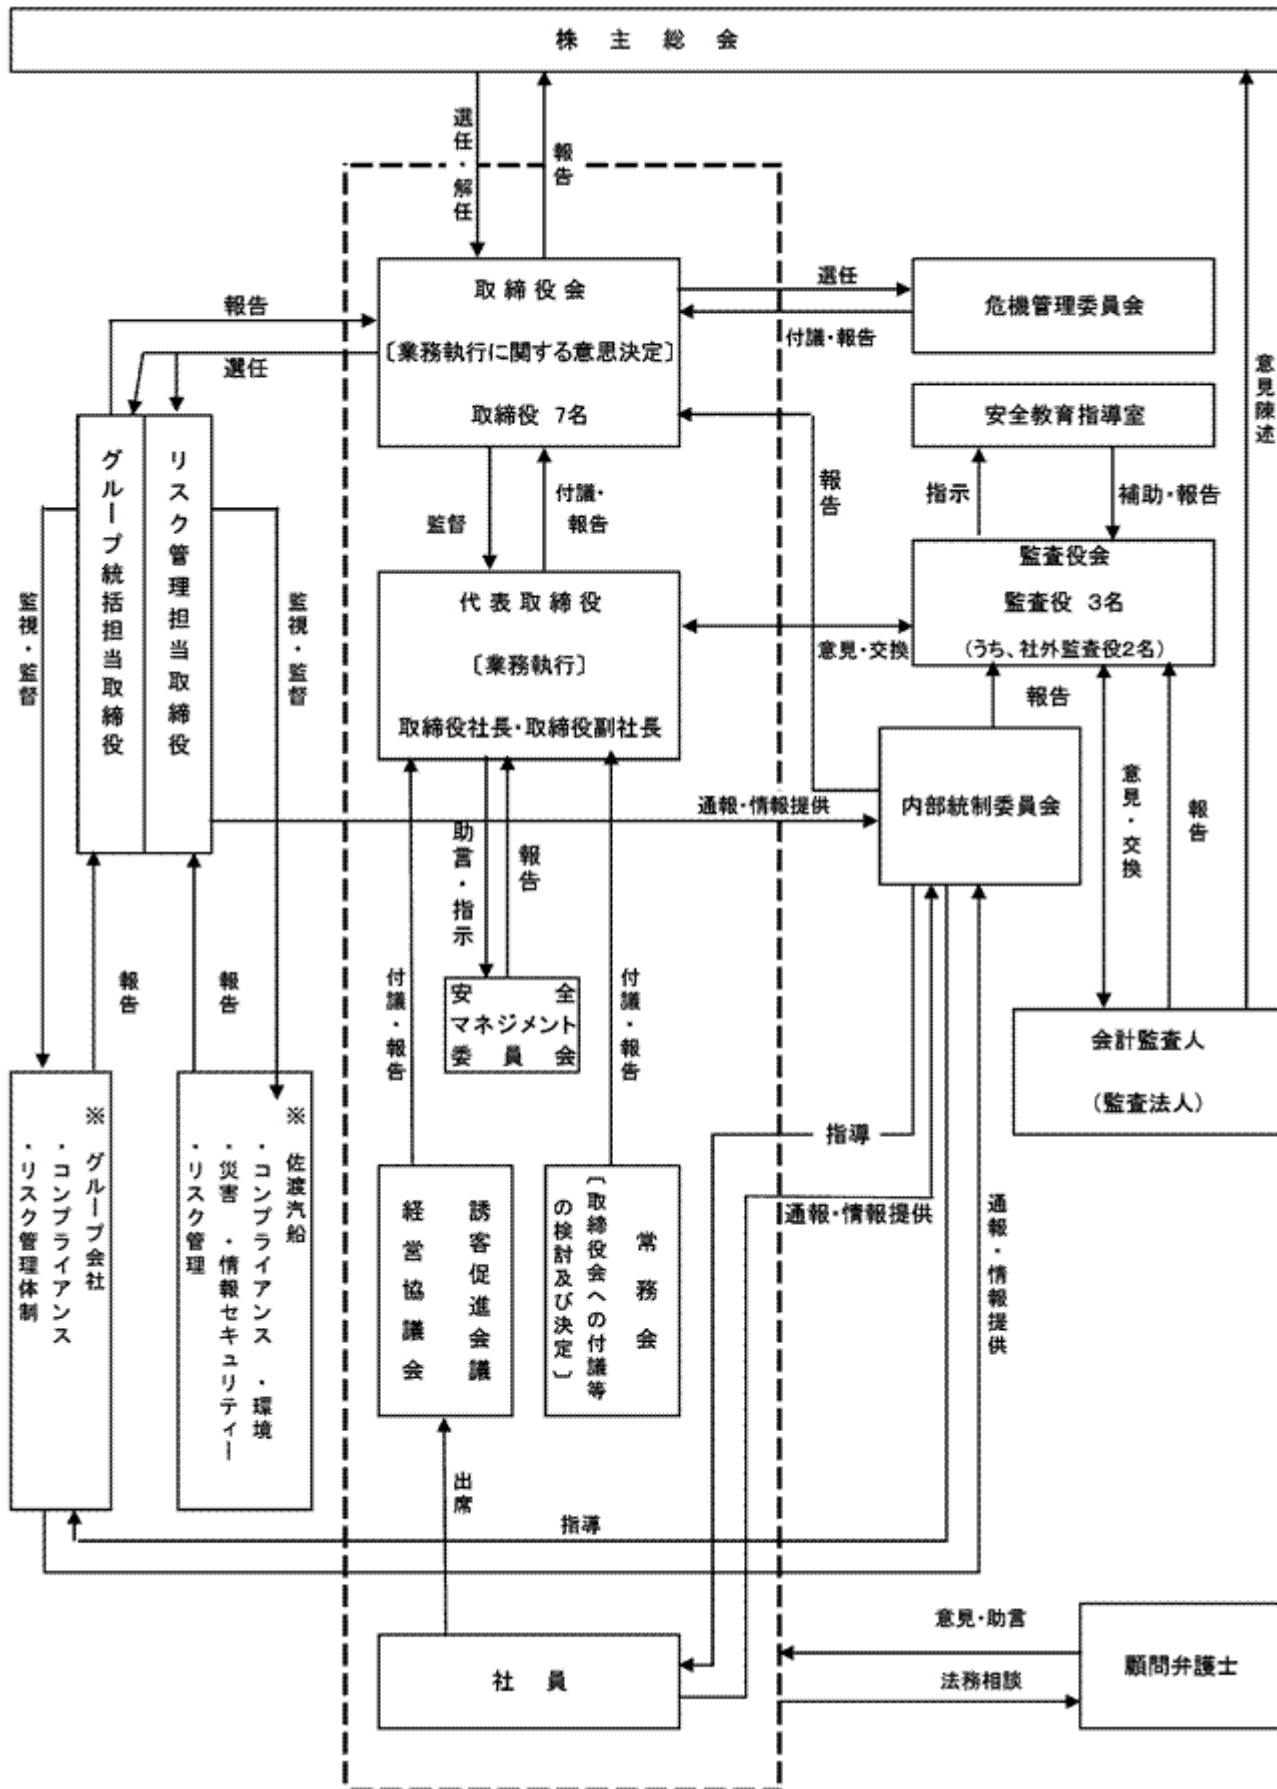 株主総会
選任・解任
報告
取締役会
〔業務執行に関する意思決定〕
取締役 7名
選任
付議・報告
危機管理委員会
報告
選任
安全教育指導室
指示
補助・報告
意見陳述
グループ統括担当取締役
リスク管理担当取締役
監視・監督
監視・監督
監督
付議・
報告
報告
代表取締役
〔業務執行〕
取締役社長・取締役副社長
意見・交換
監査役会
監査役 3名
(うち、社外監査役2名)
報告
内部統制委員会
通報・情報提供
意見・交換
報告
助言・指示
報告
安全
マネジメント
委員会
付議・報告
付議・報告
報告
報告
会計監査人
(監査法人)
※ グループ会社
・コンプライアンス
・リスク管理体制
※ 佐渡汽船
・コンプライアンス ・環境
・災害 ・情報セキュリティー
・リスク管理
誘客促進会議
経営協議会
常務会
〔取締役会への付議等
の検討及び決定〕
指導
通報・情報提供
通報・情報提供
出席
指導
社員
意見・助言
法務相談
顧問弁護士